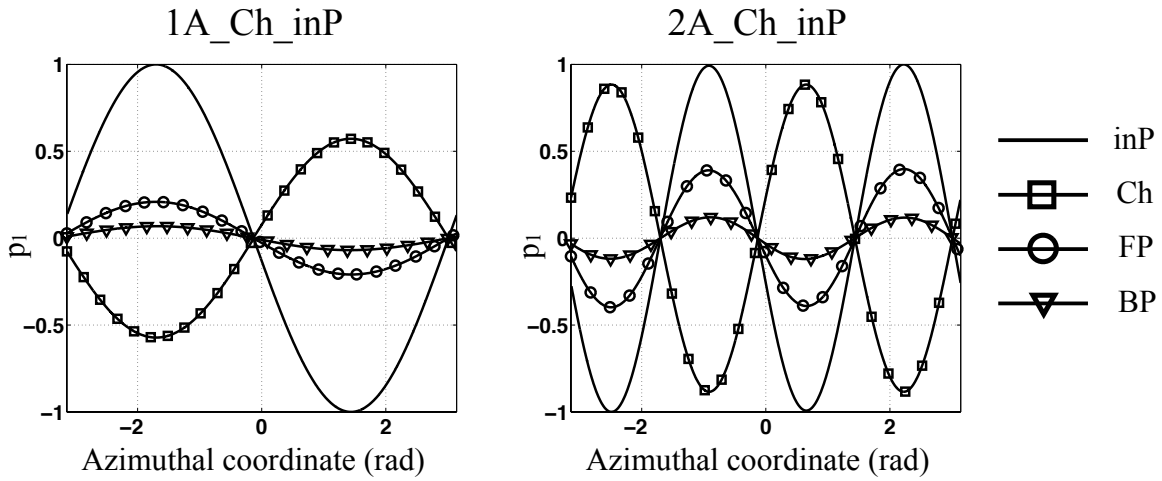 1A_Ch_inP
2A_Ch_inP
1
0.5
0
−0.5
−1
p1
−2
0
2
Azimuthal coordinate (rad)
1
0.5
0
−0.5
−1
p1
−2
0
2
Azimuthal coordinate (rad)
inP
Ch
FP
BP